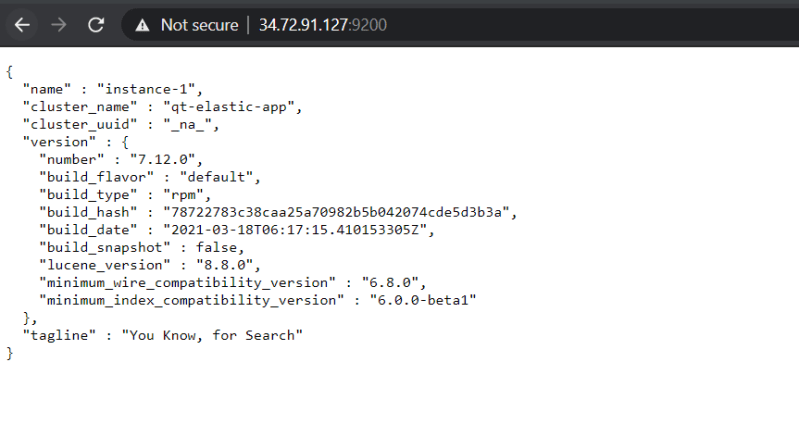 Not secure | 34.72.91.127:9200
{
"name" : "instance-1",
"cluster_name" : "qt-elastic-app",
"cluster_uuid" : "_na_",
"version" : {
"number" : "7.12.0",
"build_flavor" : "default",
"build_type" : "rpm",
"build_hash" : "78722783c38caa25a70982b5b042074cde5d3b3a",
"build_date" : "2021-03-18T06:17:15.410153305Z",
"build_snapshot" : false,
"lucene_version" : "8.8.0",
"minimum_wire_compatibility_version" : "6.8.0",
"minimum_index_compatibility_version" : "6.0.0-beta1"
},
"tagline" : "You Know, for Search"
}